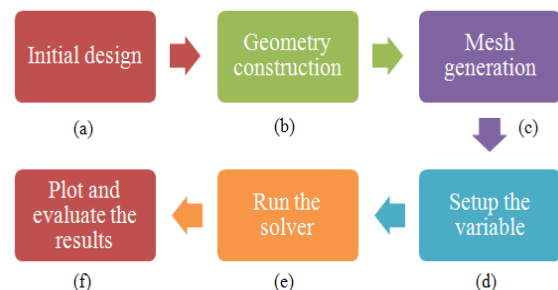 Initial design
(a)
Geometry
construction
(b)
Mesh
generation
(c)
Setup the
variable
(d)
Run the
solver
(e)
Plot and
evaluate the
results
(f)